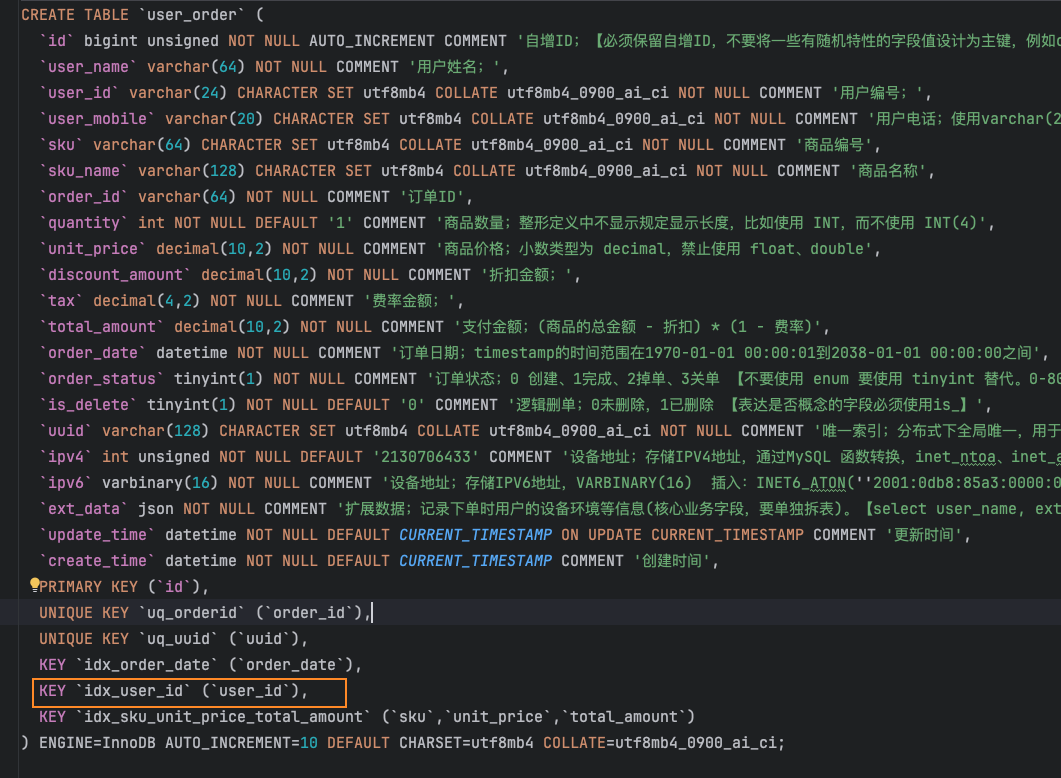 CREATE TABLE `user_order` (
`id` bigint unsigned NOT NULL AUTO_INCREMENT COMMENT '自增ID；【必须保留自增ID，不要将一些有随机特性的字段值设计为主键，例如
`user_name` varchar(64) NOT NULL COMMENT '用户姓名；',
`user_id` varchar(24) CHARACTER SET utf8mb4 COLLATE utf8mb4_0900_ai_ci NOT NULL COMMENT '用户编号；',
`user_mobile` varchar(20) CHARACTER SET utf8mb4 COLLATE utf8mb4_0900_ai_ci NOT NULL COMMENT '用户电话；使用varchar(2
`sku` varchar(64) CHARACTER SET utf8mb4 COLLATE utf8mb4_0900_ai_ci NOT NULL COMMENT '商品编号',
`sku_name` varchar(128) CHARACTER SET utf8mb4 COLLATE utf8mb4_0900_ai_ci NOT NULL COMMENT '商品名称',
`order_id` varchar(64) NOT NULL COMMENT '订单ID',
`quantity` int NOT NULL DEFAULT '1' COMMENT '商品数量；整形定义中不显示规定显示长度，比如使用 INT，而不使用 INT(4)',
`unit_price` decimal(10,2) NOT NULL COMMENT '商品价格；小数类型为 decimal，禁止使用 float、double',
`discount_amount` decimal(10,2) NOT NULL COMMENT '折扣金额；',
`tax` decimal(4,2) NOT NULL COMMENT '费率金额；',
`total_amount` decimal(10,2) NOT NULL COMMENT '支付金额；(商品的总金额 - 折扣) * (1 - 费率)',
`order_date` datetime NOT NULL COMMENT '订单日期；timestamp的时间范围在1970-01-01 00:00:01到2038-01-01 00:00:00之间',
`order_status` tinyint(1) NOT NULL COMMENT '订单状态；0 创建、1完成、2掉单、3关单 【不要使用 enum 要使用 tinyint 替代。0-80
`is_delete` tinyint(1) NOT NULL DEFAULT '0' COMMENT '逻辑删单；0未删除，1已删除 【表达是否概念的字段必须使用is_】',
`uuid` varchar(128) CHARACTER SET utf8mb4 COLLATE utf8mb4_0900_ai_ci NOT NULL COMMENT '唯一索引；分布式下全局唯一，用于
`ipv4` int unsigned NOT NULL DEFAULT '2130706433' COMMENT '设备地址；存储IPV4地址，通过MySQL 函数转换，inet_ntoa、inet_a
`ipv6` varbinary(16) NOT NULL COMMENT '设备地址；存储IPV6地址，VARBINARY(16) 插入：INET6_ATON(''2001:0db8:85a3:0000:0
`ext_data` json NOT NULL COMMENT '扩展数据；记录下单时用户的设备环境等信息(核心业务字段，要单独拆表)。【select user_name, ext
`update_time` datetime NOT NULL DEFAULT CURRENT_TIMESTAMP ON UPDATE CURRENT_TIMESTAMP COMMENT '更新时间',
`create_time` datetime NOT NULL DEFAULT CURRENT_TIMESTAMP COMMENT '创建时间',
PRIMARY KEY (`id`),
UNIQUE KEY `uq_orderid` (`order_id`),
UNIQUE KEY `uq_uuid` (`uuid`),
KEY `idx_order_date` (`order_date`),
KEY `idx_user_id` (`user_id`),
KEY `idx_sku_unit_price_total_amount` (`sku`,`unit_price`,`total_amount`)
) ENGINE=InnoDB AUTO_INCREMENT=10 DEFAULT CHARSET=utf8mb4 COLLATE=utf8mb4_0900_ai_ci;